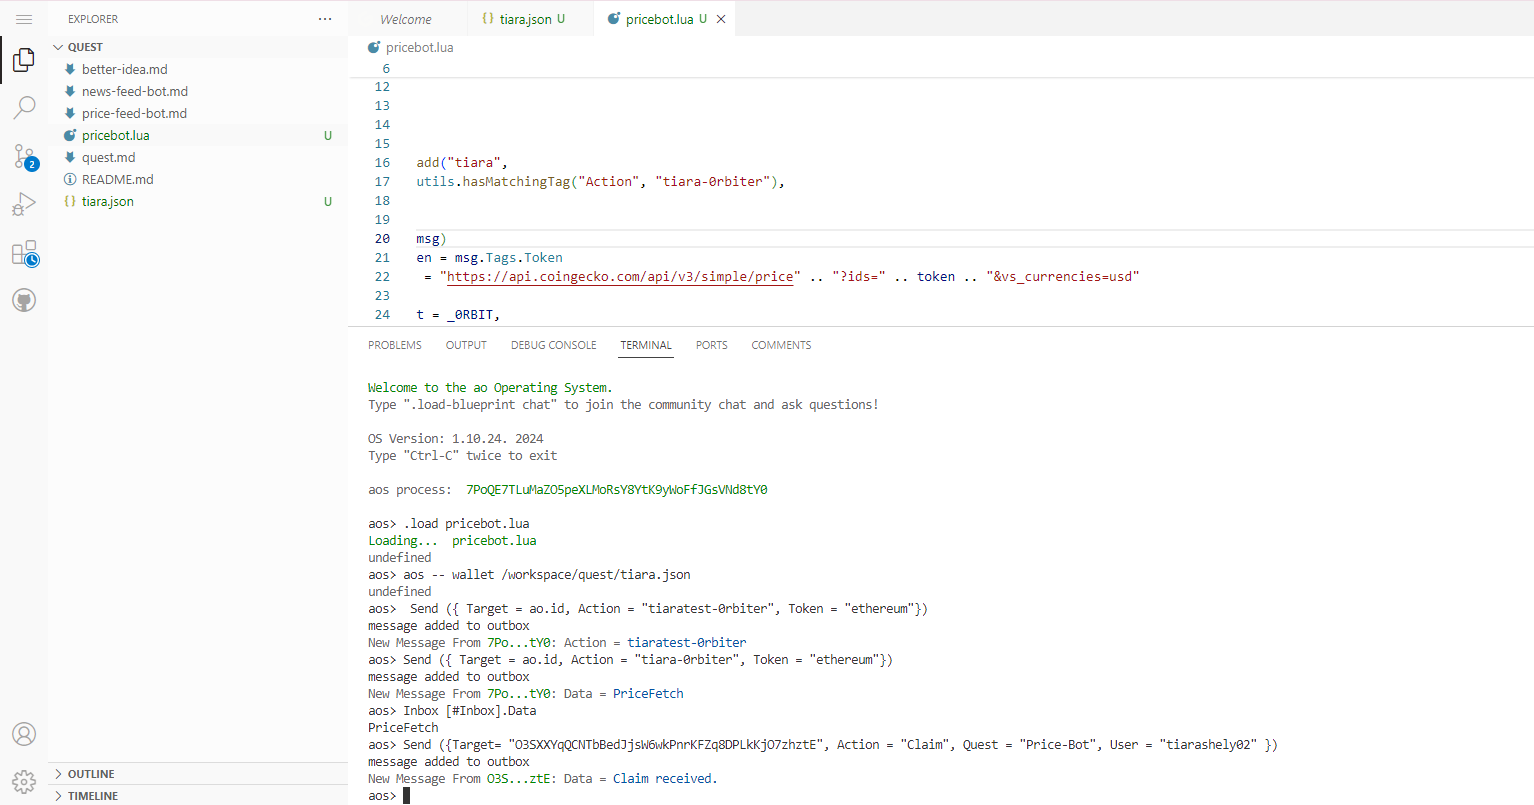 EXPLORER
QUEST
better-idea.md
news-feed-bot.md
price-feed-bot.md
pricebot.lua U
quest.md
README.md
tiara.json U
2
OUTLINE
TIMELINE
Welcome
{} tiara.json U
pricebot.lua U
pricebot.lua
6
12
13
14
15
16 add("tiara",
17 utils.hasMatchingTag("Action", "tiara-0rbiter"),
18
19
20 msg)
21 en = msg.Tags.Token
22 = "https://api.coingecko.com/api/v3/simple/price" .. "?ids=" .. token .. "&vs_currencies=usd"
23
24 t = _0RBIT,
PROBLEMS OUTPUT DEBUG CONSOLE TERMINAL PORTS COMMENTS
Welcome to the ao Operating System.
Type ".load-blueprint chat" to join the community chat and ask questions!
OS Version: 1.10.24. 2024
Type "Ctrl-C" twice to exit
aos process: 7PoQE7TLuMaZO5peXLMoRsY8YtK9yWoFfJGsVNd8tY0
aos> .load pricebot.lua
Loading... pricebot.lua
undefined
aos> aos -- wallet /workspace/quest/tiara.json
undefined
aos> Send ({ Target = ao.id, Action = "tiaratest-0rbiter", Token = "ethereum"})
message added to outbox
New Message From 7Po...tY0: Action = tiaratest-0rbiter
aos> Send ({ Target = ao.id, Action = "tiara-0rbiter", Token = "ethereum"})
message added to outbox
New Message From 7Po...tY0: Data = PriceFetch
aos> Inbox [#Inbox].Data
PriceFetch
aos> Send ({Target= "O3SXXYqQCNTbBedJjsW6wkPnrKFZq8DPLkKjO7zhztE", Action = "Claim", Quest = "Price-Bot", User = "tiarashely02" })
message added to outbox
New Message From O3S...ztE: Data = Claim received.
aos>